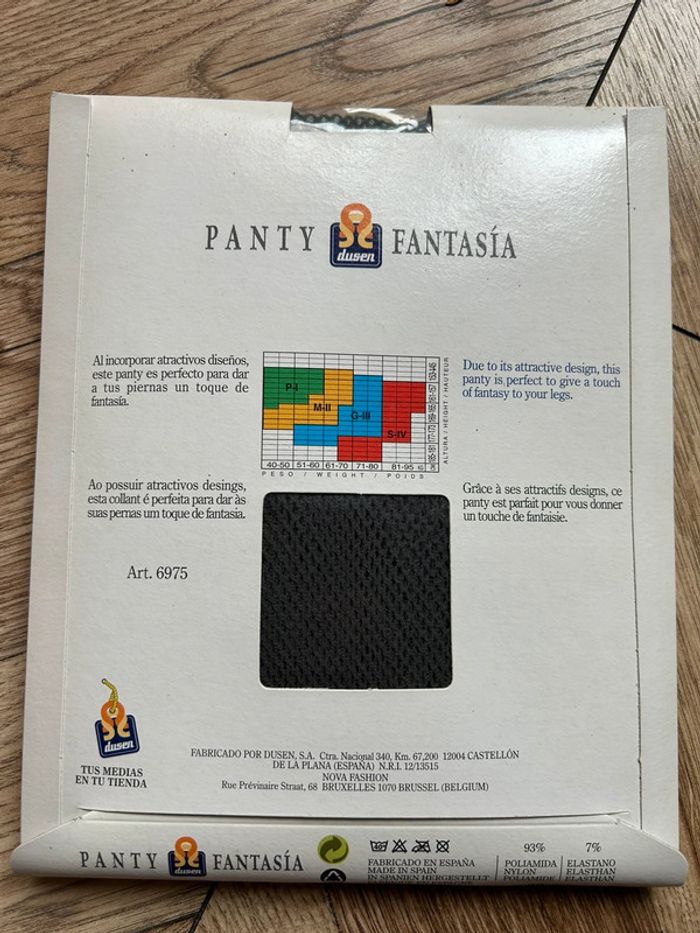 PANTY dusen FANTASÍA
Al incorporar atractivos diseños,
este panty es perfecto para dar
a tus piernas un toque de
fantasía.
P-I
M-II
G-III
S-IV
40-50 51-60 61-70 71-80 81-95 KG
PESO / WEIGHT / POIDS
ALTURA / HEIGHT / HAUTEUR
Due to its attractive design, this
panty is perfect to give a touch
of fantasy to your legs.
Ao possuir atractivos desings,
esta collant é perfeita para dar às
suas pernas um toque de fantasia.
Grâce à ses attractifs designs, ce
panty est parfait pour vous donner
un touche de fantaisie.
Art. 6975
dusen
TUS MEDIAS
EN TU TIENDA
FABRICADO POR DUSEN, S.A. Ctra. Nacional 340, Km. 67,200 12004 CASTELLÓN
DE LA PLANA (ESPAÑA) N.R.I. 12/13515
NOVA FASHION
Rue Prévinaire Straat, 68 BRUXELLES 1070 BRUSSEL (BELGIUM)
PANTY dusen FANTASÍA
FABRICADO EN ESPAÑA
MADE IN SPAIN
IN SPANIEN HERGESTELLT
93%
POLIAMIDA
NYLON
POLIAMIDE
7%
ELASTANO
ELASTHAN
ELASTHAN